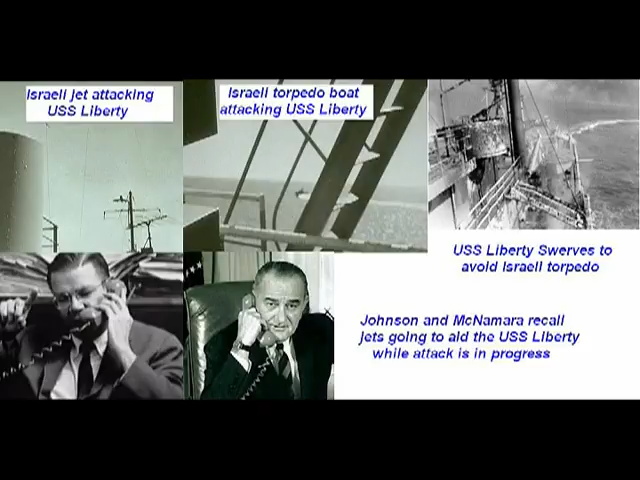 Israeli jet attacking
USS Liberty
Israeli torpedo boat
attacking USS Liberty
USS Liberty Swerves to
avoid Israeli torpedo
Johnson and McNamara recall
jets going to aid the USS Liberty
while attack is in progress